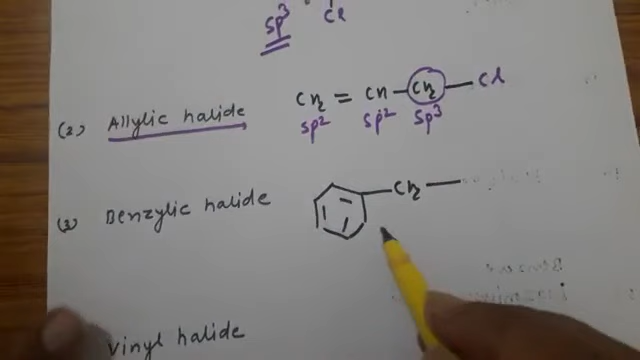 sp³ Cl
(2) Allylic halide CH₂ = CH – CH₂ – Cl
sp² sp² sp³
(3) Benzylic halide CH₂ –
vinyl halide